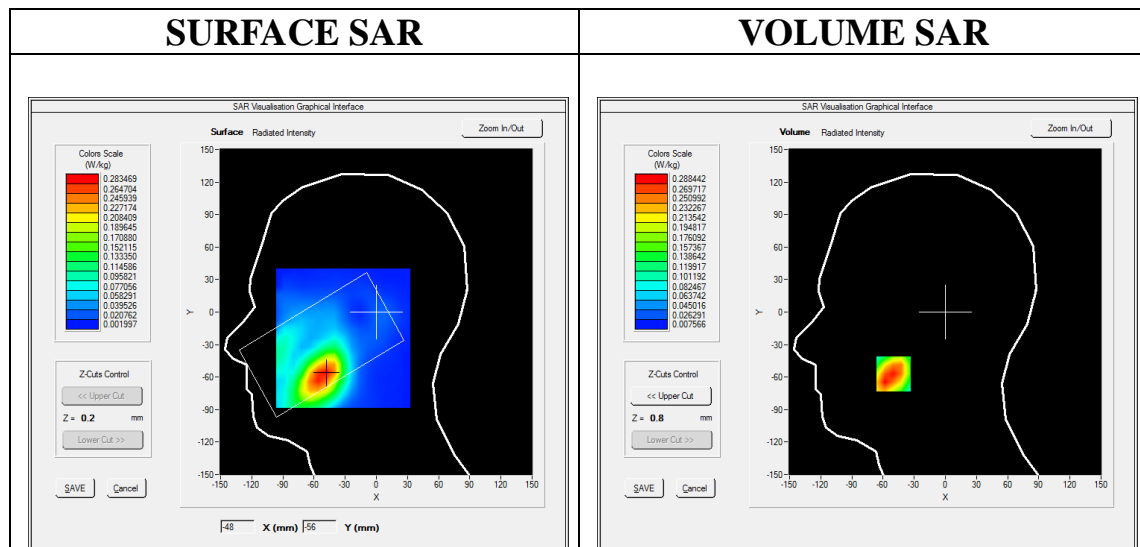 SURFACE SAR
VOLUME SAR
SAR Visualisation Graphical Interface
Surface Radiated Intensity
Zoom In/Out
Colors Scale
(W/kg)
0.283469
0.264704
0.245939
0.227174
0.208409
0.189645
0.170880
0.152115
0.133350
0.114586
0.095821
0.077056
0.058291
0.039526
0.020762
0.001997
150
120
90
60
30
0
-30
-60
-90
-120
-150
Y
-150 -120 -90 -60 -30 0 30 60 90 120 150
X
Z-Cuts Control
<< Upper Cut
Z = 0.2 mm
Lower Cut >>
SAVE Cancel
-48 X (mm) -56 Y (mm)
SAR Visualisation Graphical Interface
Volume Radiated Intensity
Zoom In/Out
Colors Scale
(W/kg)
0.288442
0.269717
0.250992
0.232267
0.213542
0.194817
0.176092
0.157367
0.138642
0.119917
0.101192
0.082467
0.063742
0.045016
0.026291
0.007566
150
120
90
60
30
0
-30
-60
-90
-120
-150
Y
-150 -120 -90 -60 -30 0 30 60 90 120 150
X
Z-Cuts Control
<< Upper Cut
Z = 0.8 mm
Lower Cut >>
SAVE Cancel